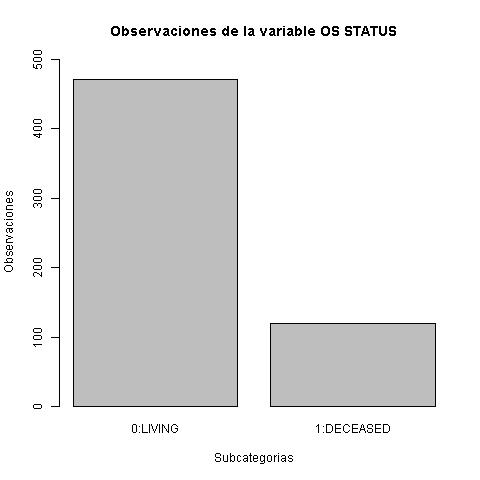 Observaciones de la variable OS STATUS
500
400
300
200
100
0
Observaciones
0:LIVING
1:DECEASED
Subcategorias